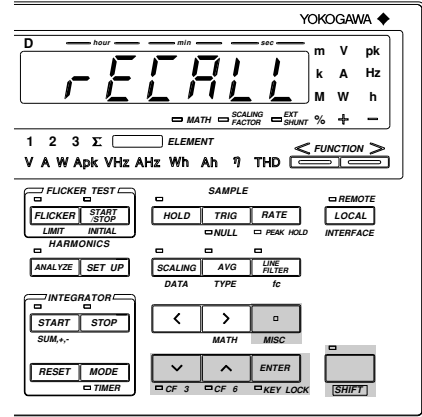 YOKOGAWA
D hour min sec m V pk
rECALL k A Hz
M W h
MATH SCALING FACTOR EXT SHUNT % + −
1 2 3 Σ ELEMENT < FUNCTION >
V A W Apk VHz AHz Wh Ah η THD
FLICKER TEST SAMPLE REMOTE
FLICKER START /STOP HOLD TRIG RATE LOCAL
LIMIT INITIAL NULL PEAK HOLD INTERFACE
HARMONICS
ANALYZE SET UP SCALING AVG LINE FILTER
DATA TYPE fc
INTEGRATOR
START STOP < >
SUM,+,- MATH MISC
RESET MODE ENTER
TIMER CF 3 CF 6 KEY LOCK SHIFT